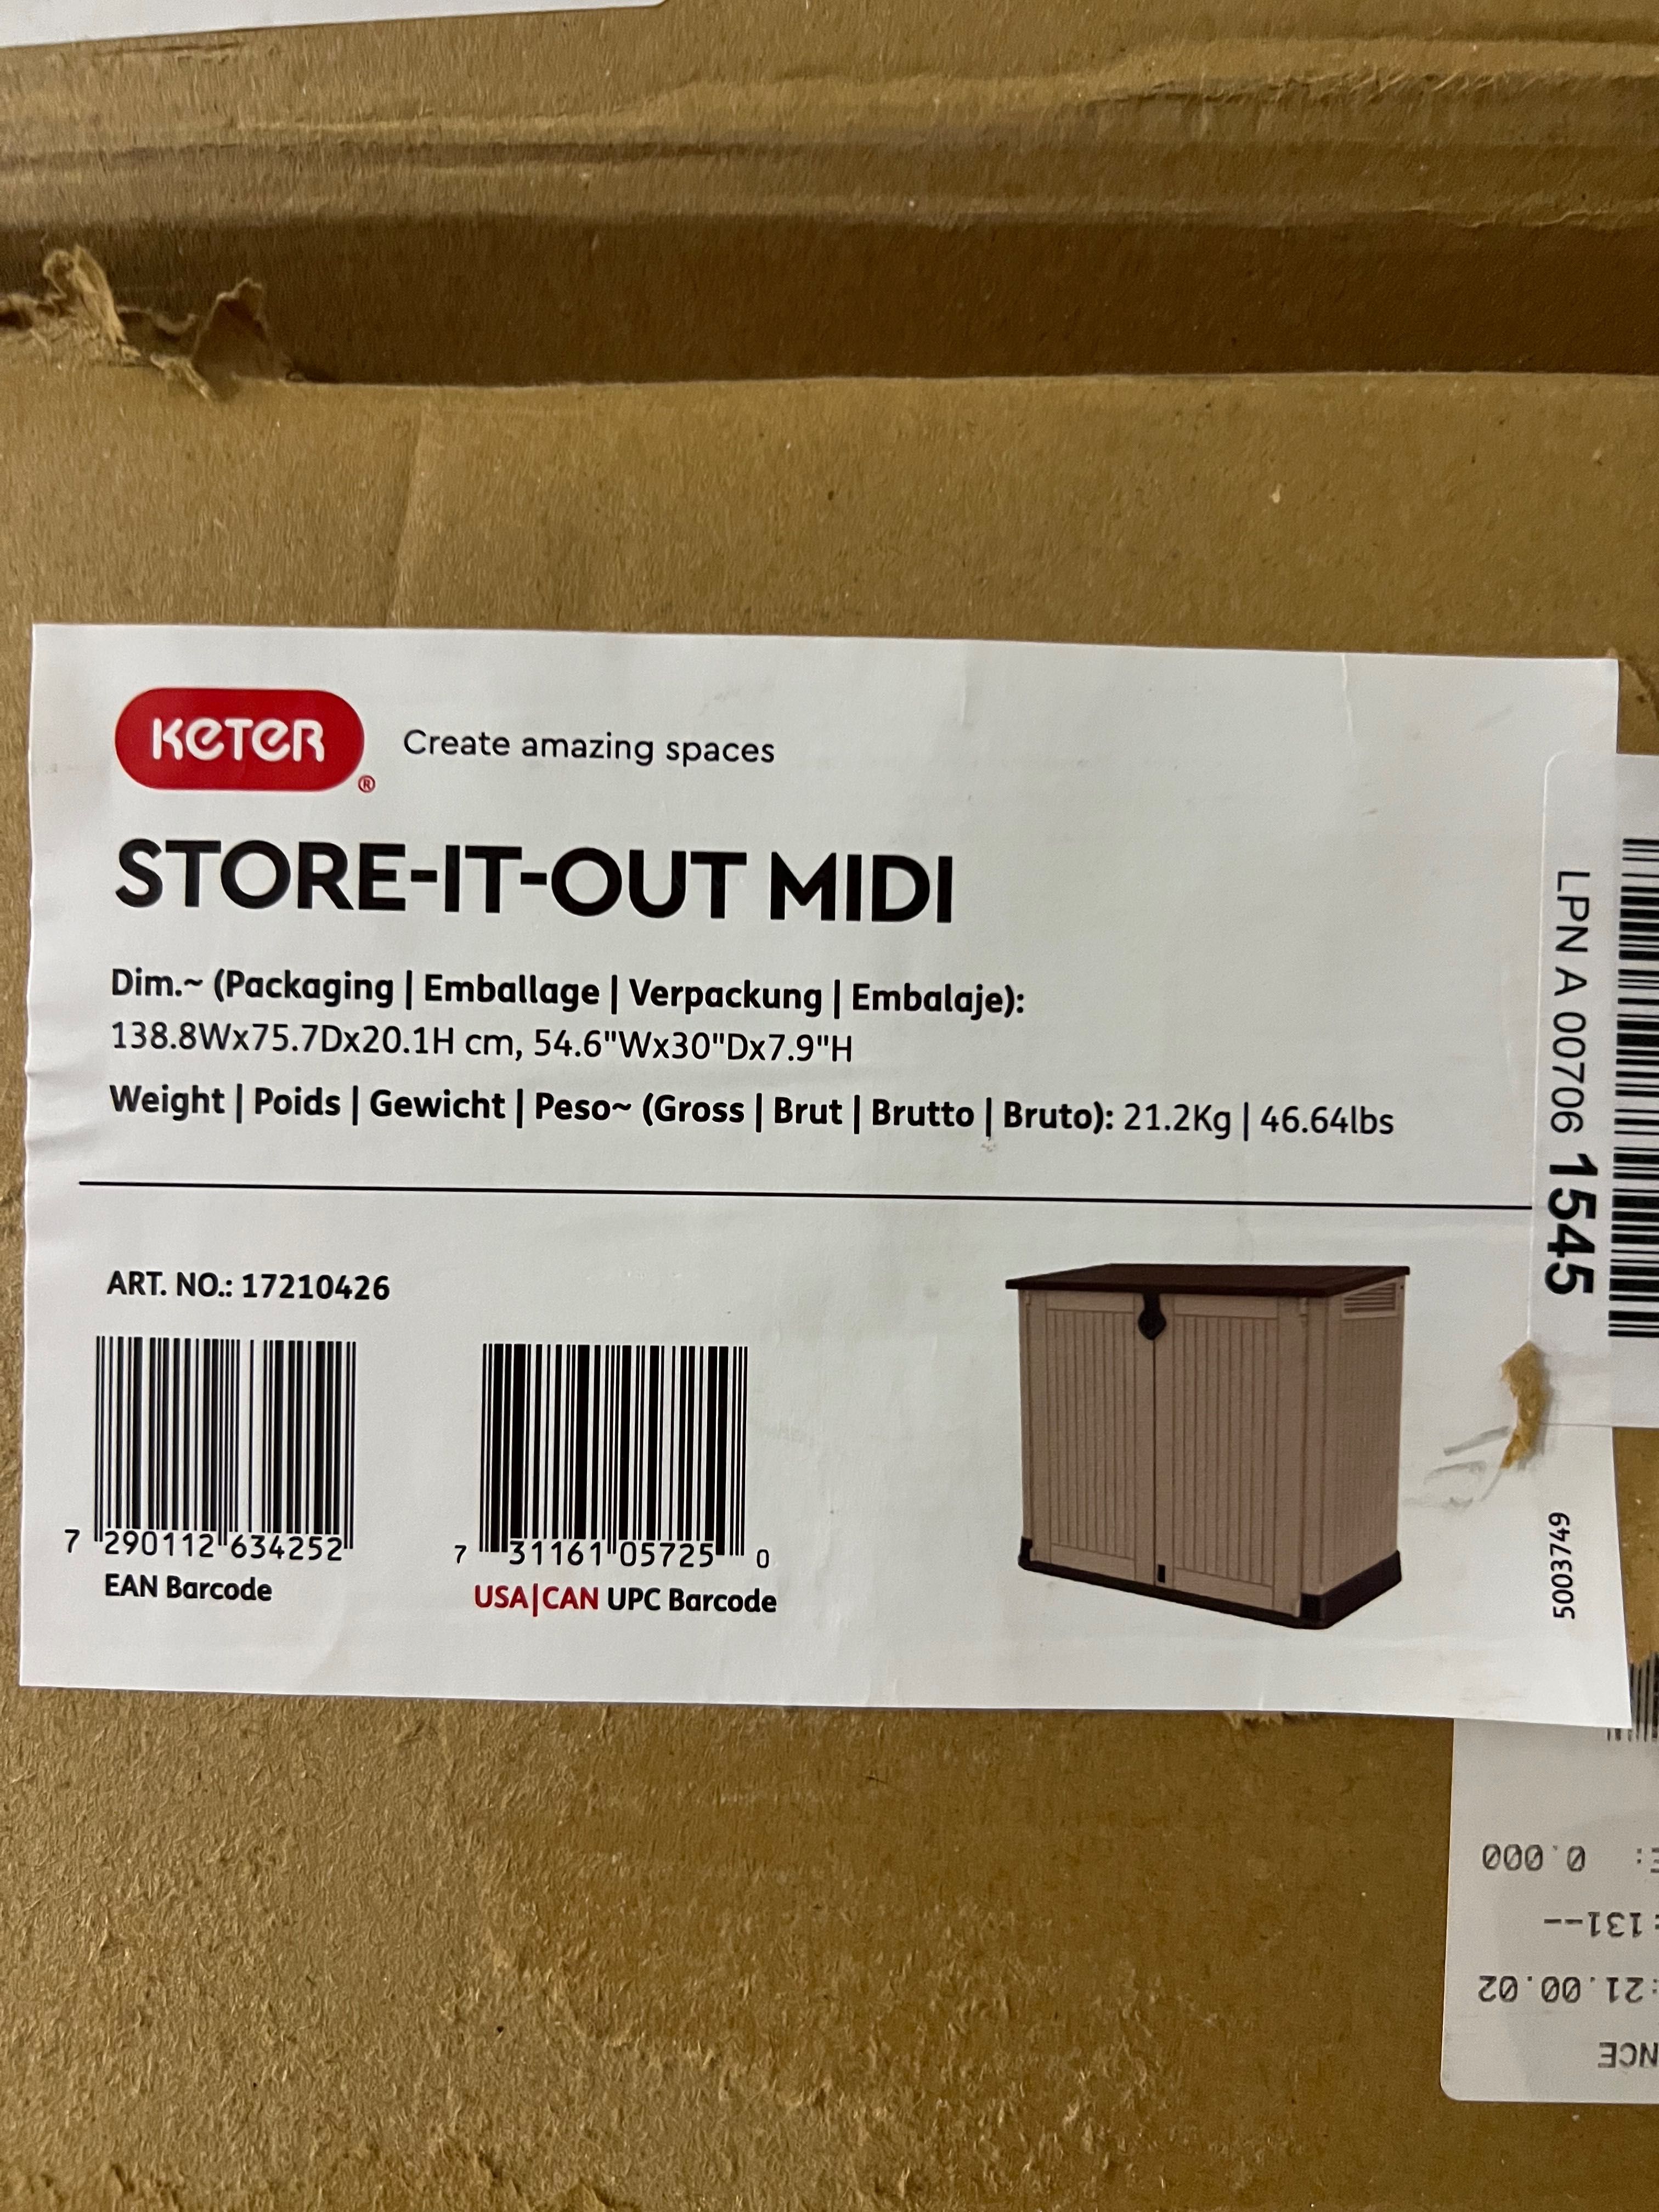 KETER®
Create amazing spaces
STORE-IT-OUT MIDI
Dim.~ (Packaging | Emballage | Verpackung | Embalaje):
138.8Wx75.7Dx20.1H cm, 54.6"Wx30"Dx7.9"H
Weight | Poids | Gewicht | Peso~ (Gross | Brut | Brutto | Bruto): 21.2Kg | 46.64lbs
ART. NO.: 17210426
7 290112 634252
EAN Barcode
7 31161 05725 0
USA|CAN UPC Barcode
LPN A 00706 1545
5003749
NCE
:21.00.02
:131--
E: 0.000